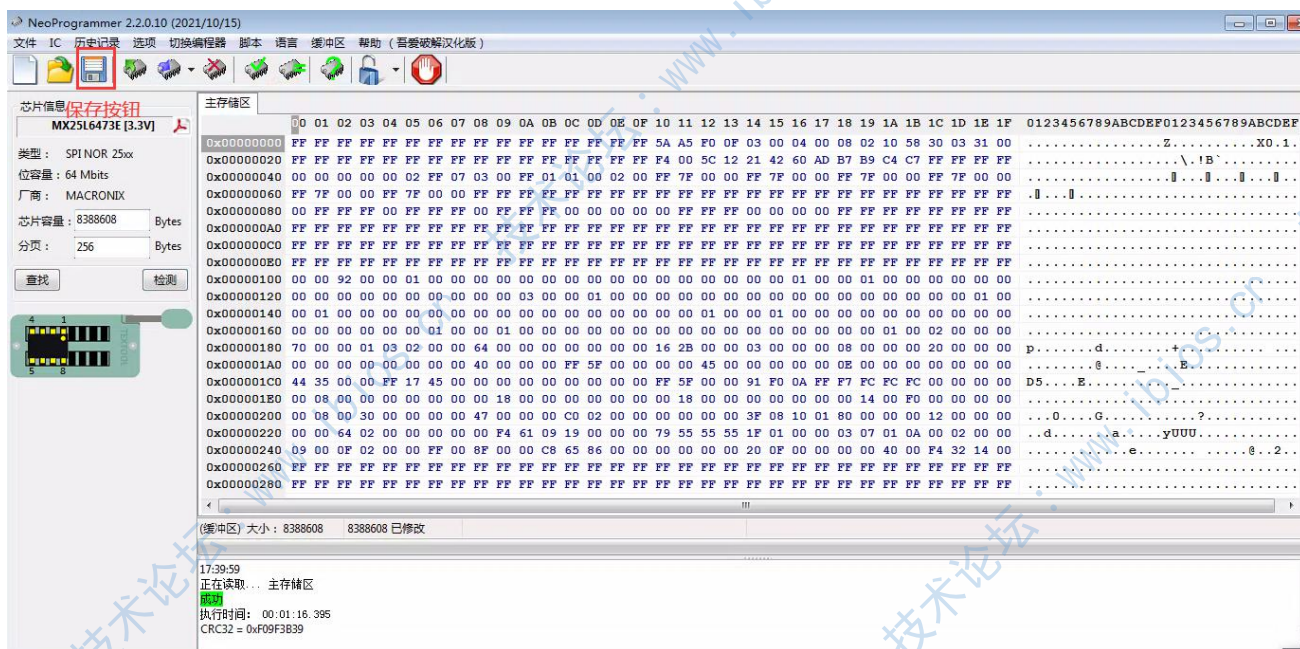 NeoProgrammer 2.2.0.10 (2021/10/15)
文件 IC 历史记录 选项 切换编程器 脚本 语言 缓冲区 帮助 (吾爱破解汉化版)
芯片信息
保存按钮
MX25L6473E [3.3V]
类型: SPI NOR 25xx
位容量: 64 Mbits
厂商: MACRONIX
芯片容量: 8388608 Bytes
分页: 256 Bytes
查找 检测
4 1
TEXTOOL
5 8
主存储区
00 01 02 03 04 05 06 07 08 09 0A 0B 0C 0D 0E 0F 10 11 12 13 14 15 16 17 18 19 1A 1B 1C 1D 1E 1F 0123456789ABCDEF0123456789ABCDEF
0x00000000 FF FF FF FF FF FF FF FF FF FF FF FF FF FF FF FF 5A A5 F0 0F 03 00 04 00 08 02 10 58 30 03 31 00 ................Z..........X0.1.
0x00000020 FF FF FF FF FF FF FF FF FF FF FF FF FF FF FF FF F4 00 5C 12 21 42 60 AD B7 B9 C4 C7 FF FF FF FF ..................\.!B`.........
0x00000040 00 00 00 00 00 02 FF 07 03 00 FF 01 01 00 02 00 FF 7F 00 00 FF 7F 00 00 FF 7F 00 00 FF 7F 00 00
0x00000060 FF 7F 00 00 FF 7F 00 00 FF FF FF FF FF FF FF FF FF FF FF FF FF FF FF FF FF FF FF FF FF FF FF FF
0x00000080 00 FF FF FF 00 FF FF FF 00 FF FF FF 00 00 00 00 00 FF FF FF 00 00 00 00 FF FF FF FF FF FF FF FF
0x000000A0 FF FF FF FF FF FF FF FF FF FF FF FF FF FF FF FF FF FF FF FF FF FF FF FF FF FF FF FF FF FF FF FF
0x000000C0 FF FF FF FF FF FF FF FF FF FF FF FF FF FF FF FF FF FF FF FF FF FF FF FF FF FF FF FF FF FF FF FF
0x000000E0 FF FF FF FF FF FF FF FF FF FF FF FF FF FF FF FF FF FF FF FF FF FF FF FF FF FF FF FF FF FF FF FF
0x00000100 00 00 92 00 00 01 00 00 00 00 00 00 00 00 00 00 00 00 00 00 00 00 01 00 00 01 00 00 00 00 00 00
0x00000120 00 00 00 00 00 00 00 00 00 00 03 00 00 01 00 00 00 00 00 00 00 00 00 00 00 00 00 00 00 00 01 00
0x00000140 00 01 00 00 00 00 00 00 00 00 00 00 00 00 00 00 00 00 01 00 00 01 00 00 00 00 00 00 00 00 00 00
0x00000160 00 00 00 00 00 00 01 00 00 01 00 00 00 00 00 00 00 00 00 00 00 00 00 00 00 00 01 00 02 00 00 00
0x00000180 70 00 00 01 03 02 00 00 64 00 00 00 00 00 00 00 16 2B 00 00 03 00 00 00 08 00 00 00 20 00 00 00 p.......d........+.......... ...
0x000001A0 00 00 00 00 00 00 00 00 40 00 00 00 FF 5F 00 00 00 00 45 00 00 00 00 00 0E 00 00 00 00 00 00 00
0x000001C0 44 35 00 00 FF 17 45 00 00 00 00 00 00 00 00 00 FF 5F 00 00 91 F0 0A FF F7 FC FC FC 00 00 00 00
0x000001E0 00 08 00 00 00 00 00 00 00 18 00 00 00 00 00 00 00 18 00 00 00 00 00 00 00 14 00 F0 00 00 00 00
0x00000200 00 00 00 30 00 00 00 00 47 00 00 00 C0 02 00 00 00 00 00 00 3F 08 10 01 80 00 00 00 12 00 00 00
0x00000220 00 00 64 02 00 00 00 00 00 F4 61 09 19 00 00 00 79 55 55 55 1F 01 00 00 03 07 01 0A 00 02 00 00
0x00000240 09 00 0F 02 00 00 FF 00 8F 00 00 C8 65 86 00 00 00 00 00 00 20 0F 00 00 00 00 40 00 F4 32 14 00
0x00000260 FF FF FF FF FF FF FF FF FF FF FF FF FF FF FF FF FF FF FF FF FF FF FF FF FF FF FF FF FF FF FF FF
0x00000280 FF FF FF FF FF FF FF FF FF FF FF FF FF FF FF FF FF FF FF FF FF FF FF FF FF FF FF FF FF FF FF FF
(缓冲区) 大小: 8388608 8388608 已修改
17:39:59
正在读取... 主存储区
成功
执行时间: 00:01:16.395
CRC32 = 0xF09F3B39
技术论坛: www.ibios.cn